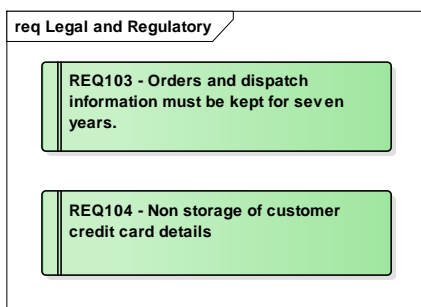 req Legal and Regulatory
REQ103 - Orders and dispatch
information must be kept for seven
years.
REQ104 - Non storage of customer
credit card details